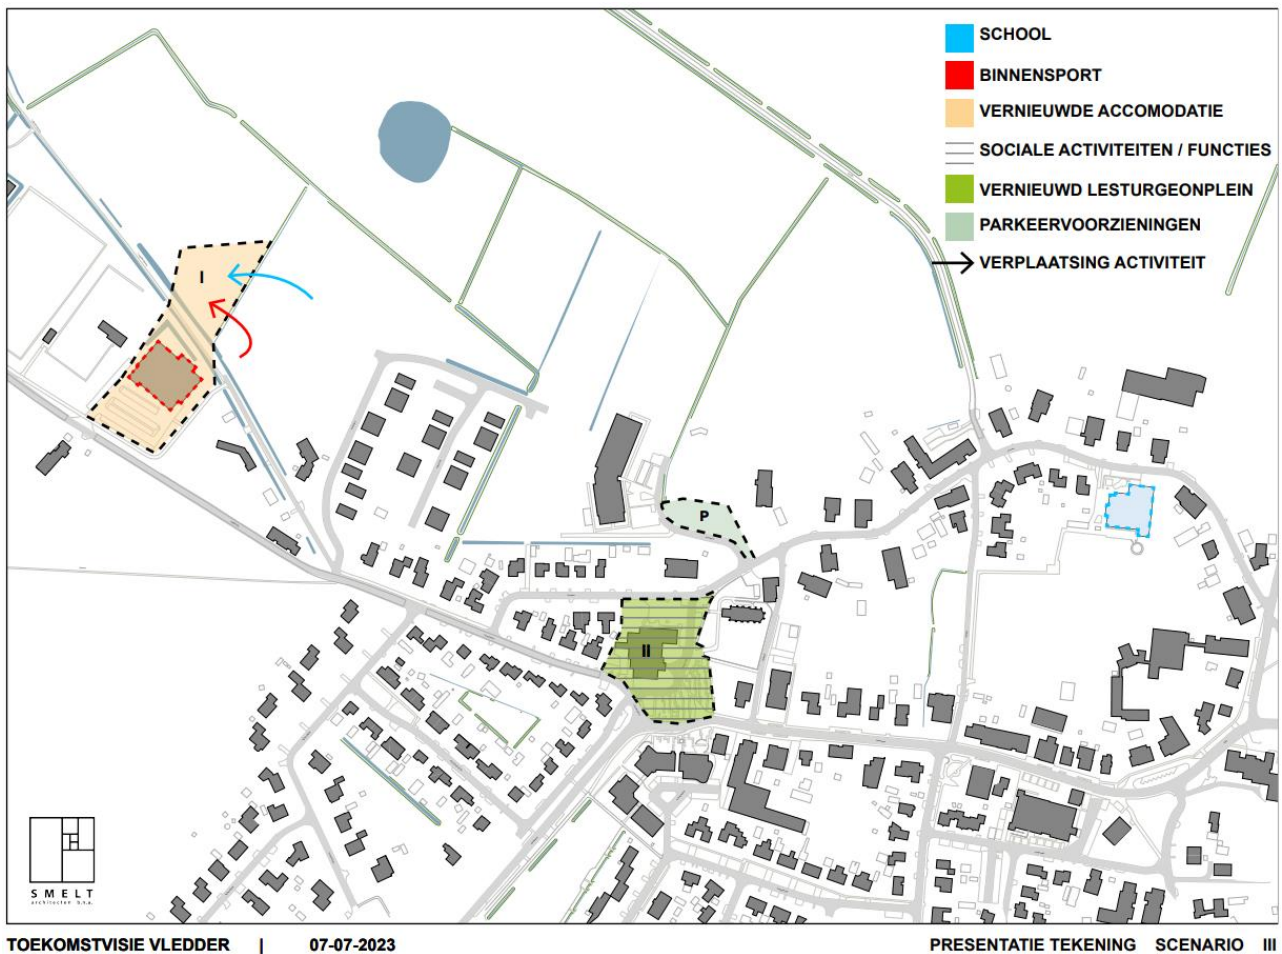 SCHOOL
BINNENSPORT
VERNIEUWDE ACCOMODATIE
SOCIALE ACTIVITEITEN / FUNCTIES
VERNIEUWD LESTURGEONPLEIN
PARKEERVOORZIENINGEN
VERPLAATSING ACTIVITEIT
I
P
II
SMELT
architecten b.n.a.
TOEKOMSTVISIE VLEDDER | 07-07-2023
PRESENTATIE TEKENING SCENARIO III